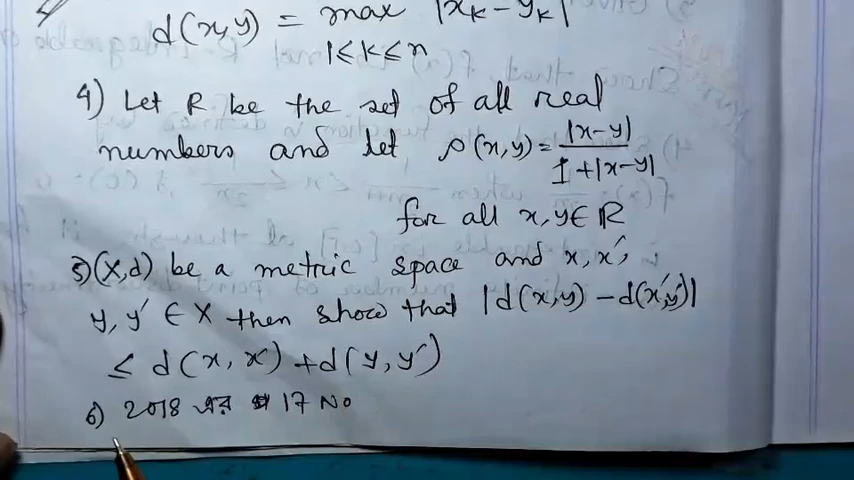 d(x,y) = max |xₖ - yₖ|
1≤k≤n
4) Let R be the set of all real
numbers and let ρ(x,y) = |x-y| / 1+|x-y|
for all x,y∈ℝ
5) (X,d) be a metric space and x, x′,
y, y′ ∈ X then show that |d(x,y) - d(x′,y′)|
≤ d(x, x′) + d(y, y′)
6) 2018 এর 17 No